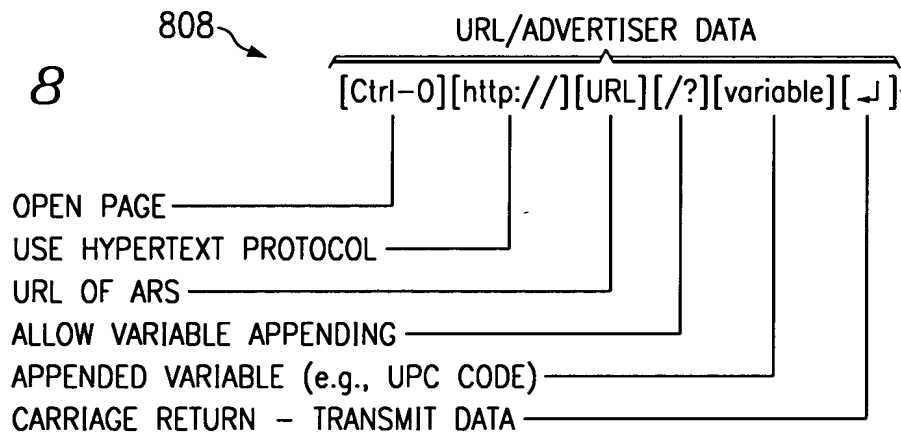 808
URL/ADVERTISER DATA
8
[Ctrl-O][http://][URL][/?][variable][↵]
OPEN PAGE
USE HYPERTEXT PROTOCOL
URL OF ARS
ALLOW VARIABLE APPENDING
APPENDED VARIABLE (e.g., UPC CODE)
CARRIAGE RETURN – TRANSMIT DATA